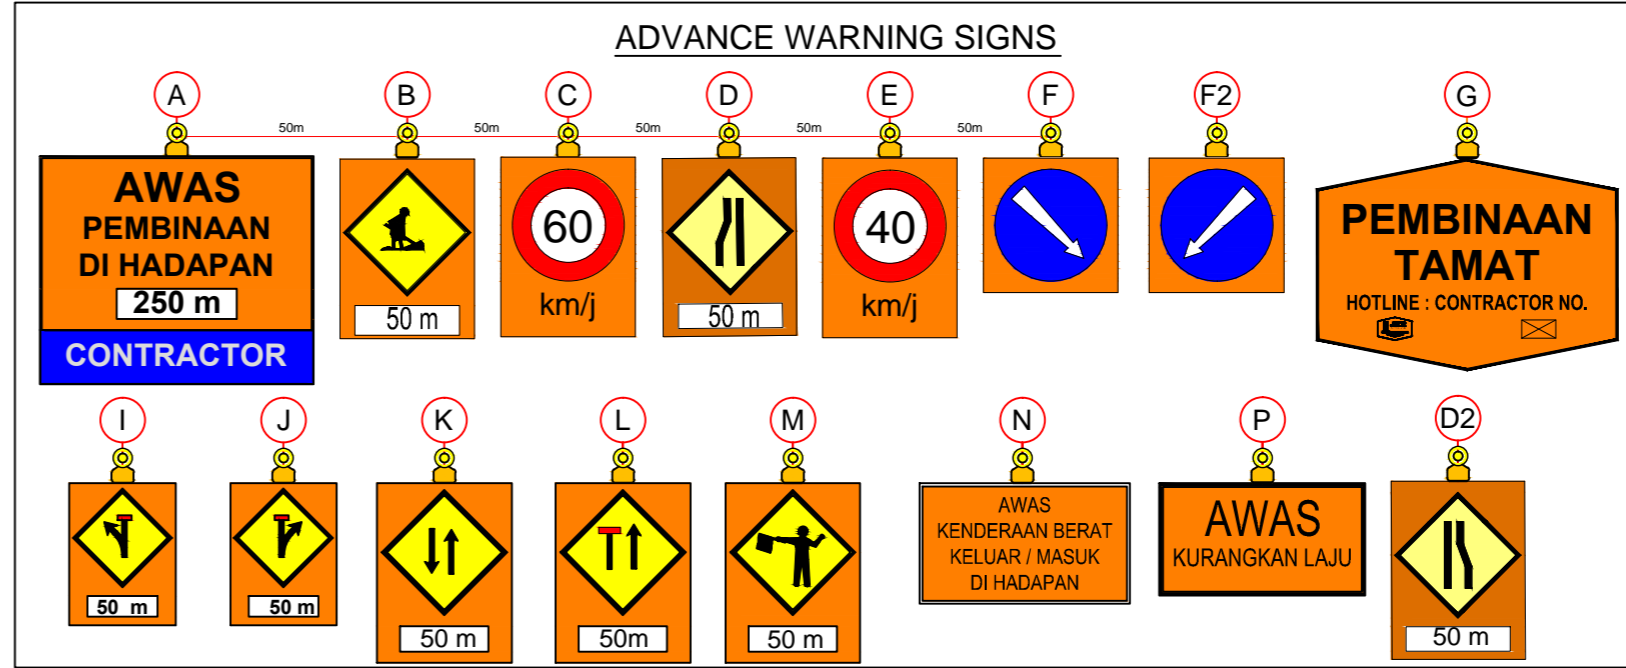 ADVANCE WARNING SIGNS
A
B
C
D
E
F
F2
G
50m
50m
50m
50m
50m
AWAS
PEMBINAAN
DI HADAPAN
250 m
CONTRACTOR
50 m
60
km/j
50 m
40
km/j
PEMBINAAN
TAMAT
HOTLINE : CONTRACTOR NO.
I
J
K
L
M
N
P
D2
50 m
50 m
50 m
50m
50 m
AWAS
KENDERAAN BERAT
KELUAR / MASUK
DI HADAPAN
AWAS
KURANGKAN LAJU
50 m